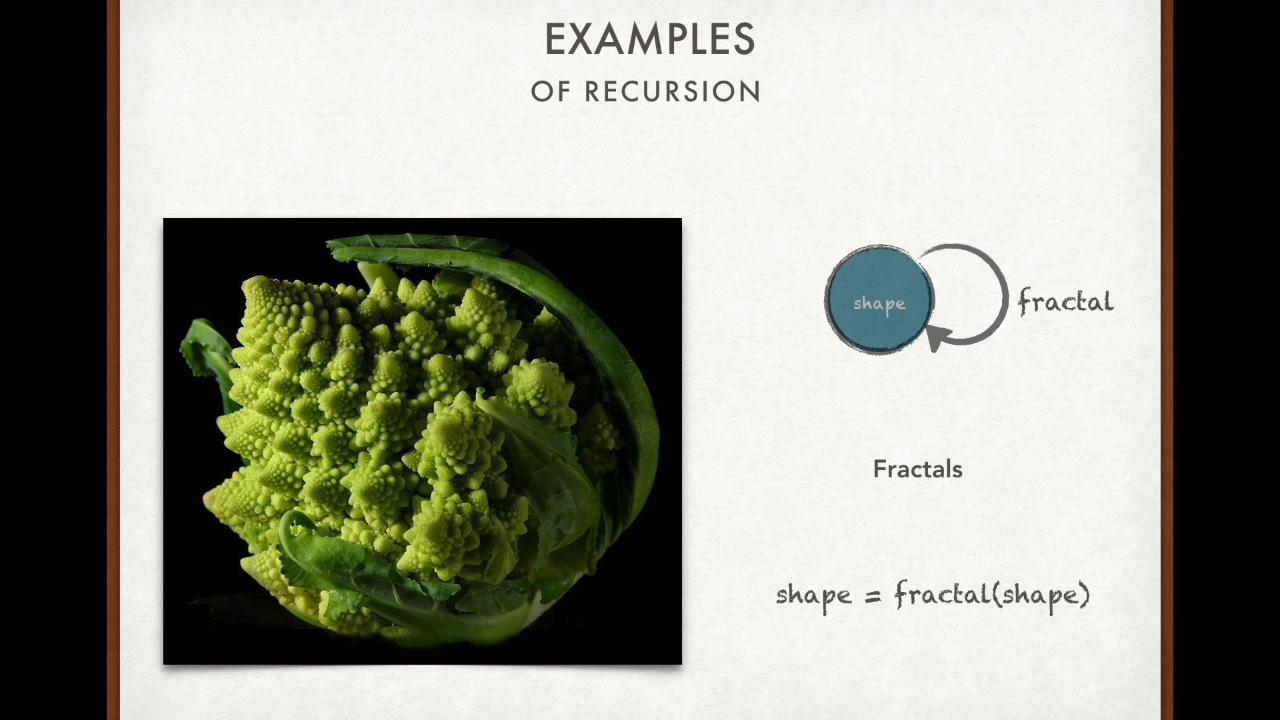 EXAMPLES
OF RECURSION
shape
fractal
Fractals
shape = fractal(shape)